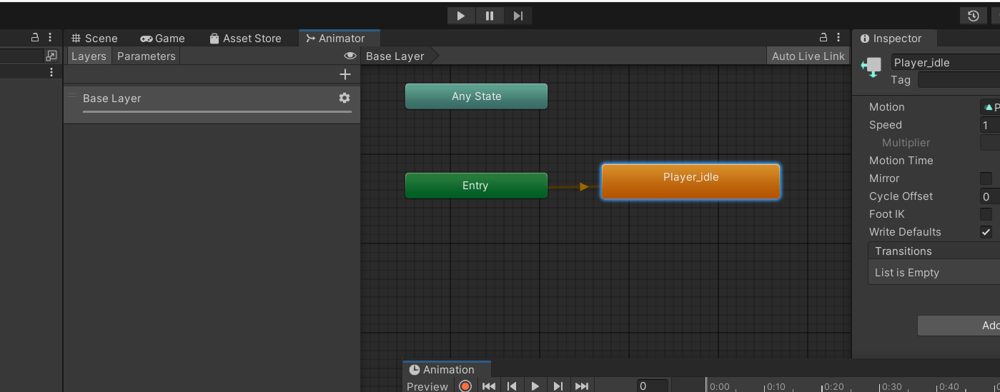 Scene Game Asset Store Animator Inspector
Layers Parameters Base Layer Auto Live Link
Player_idle
Tag
Any State
Base Layer
Motion
Speed 1
Multiplier
Motion Time
Mirror
Player_idle
Entry
Cycle Offset 0
Foot IK
Write Defaults
Transitions
List is Empty
Animation
Preview 0 0:00 0:10 0:20 0:30 0:40